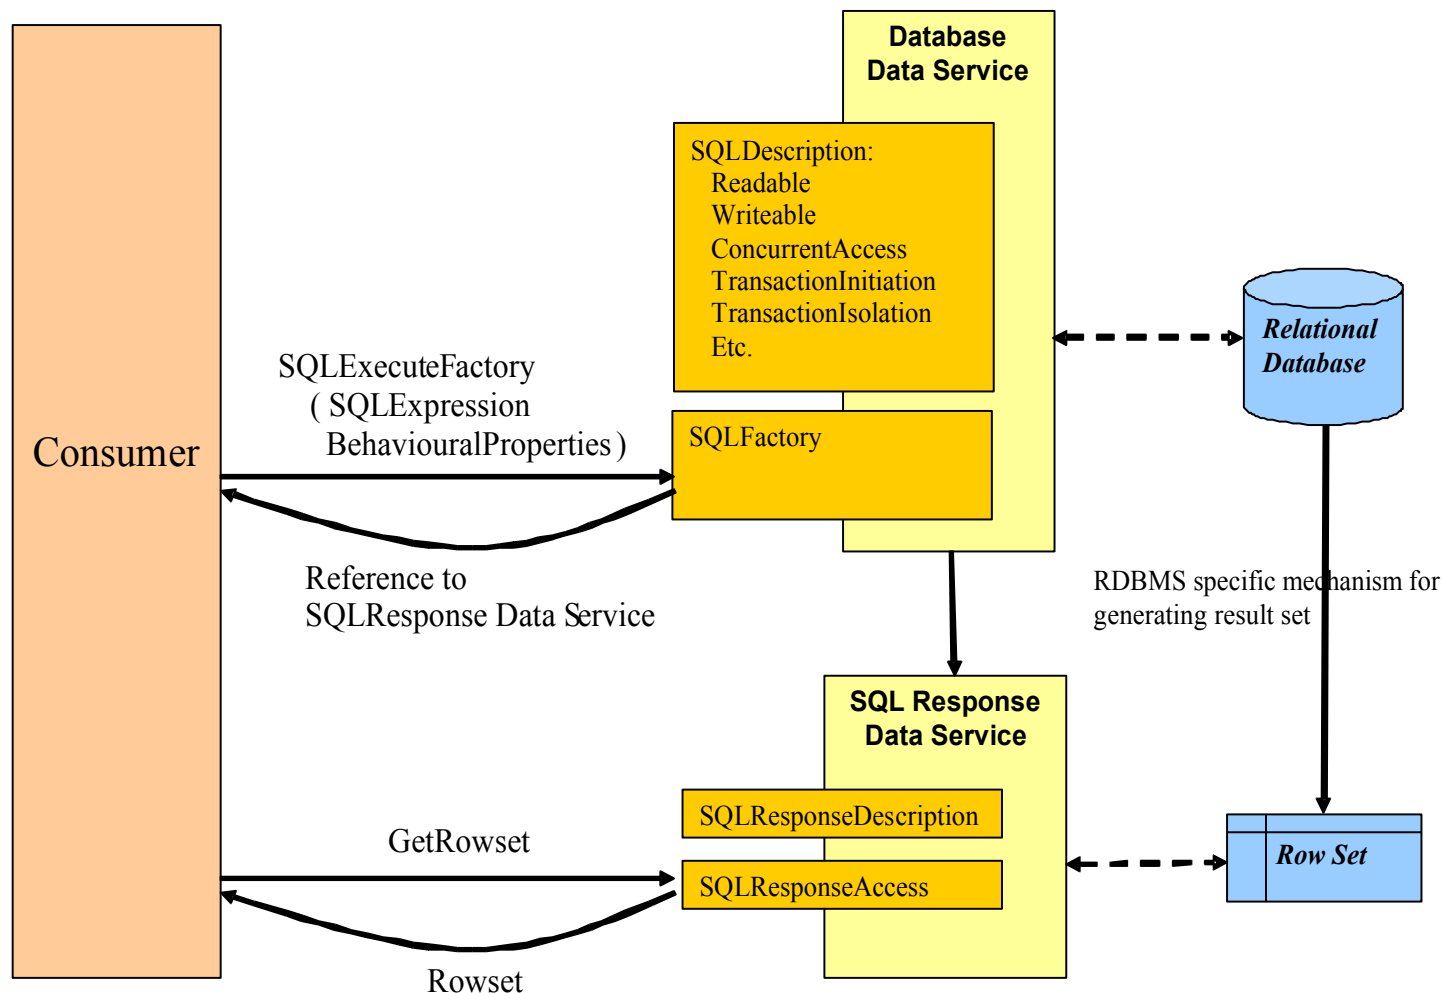 Database
Data Service
SQLDescription:
Readable
Writeable
ConcurrentAccess
TransactionInitiation
TransactionIsolation
Etc.
Relational
Database
SQLExecuteFactory
( SQLExpression
BehaviouralProperties )
Consumer
SQLFactory
Reference to
SQLResponse Data Service
RDBMS specific mechanism for
generating result set
SQL Response
Data Service
SQLResponseDescription
GetRowset
SQLResponseAccess
Row Set
Rowset